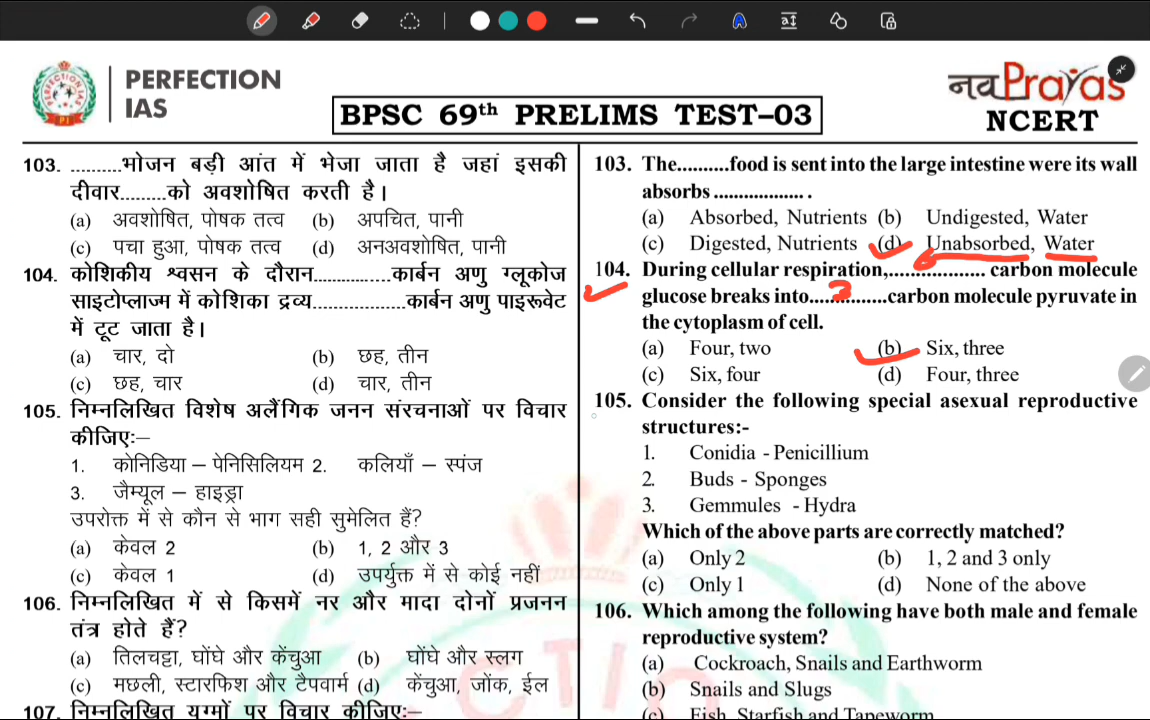 PERFECTION
IAS
BPSC 69th PRELIMS TEST–03
नवPrayas
NCERT
103. ..........भोजन बड़ी आंत में भेजा जाता है जहां इसकी
दीवार.........को अवशोषित करती है।
(a) अवशोषित, पोषक तत्व (b) अपचित, पानी
(c) पचा हुआ, पोषक तत्व (d) अनअवशोषित, पानी
104. कोशिकीय श्वसन के दौरान...............कार्बन अणु ग्लूकोज
साइटोप्लाज्म में कोशिका द्रव्य..................कार्बन अणु पाइरूवेट
में टूट जाता है।
(a) चार, दो (b) छह, तीन
(c) छह, चार (d) चार, तीन
105. निम्नलिखित विशेष अलैंगिक जनन संरचनाओं पर विचार
कीजिएः–
1. कोनिडिया – पेनिसिलियम 2. कलियाँ – स्पंज
3. जैम्यूल – हाइड्रा
उपरोक्त में से कौन से भाग सही सुमेलित हैं?
(a) केवल 2 (b) 1, 2 और 3
(c) केवल 1 (d) उपर्युक्त में से कोई नहीं
106. निम्नलिखित में से किसमें नर और मादा दोनों प्रजनन
तंत्र होते हैं?
(a) तिलचट्टा, घोंघे और केंचुआ (b) घोंघे और स्लग
(c) मछली, स्टारफिश और टैपवार्म (d) केंचुआ, जोंक, ईल
107. निम्नलिखित युग्मों पर विचार कीजिएः–
103. The..........food is sent into the large intestine were its wall
absorbs .................. .
(a) Absorbed, Nutrients (b) Undigested, Water
(c) Digested, Nutrients (d) Unabsorbed, Water
104. During cellular respiration,................... carbon molecule
glucose breaks into....3...........carbon molecule pyruvate in
the cytoplasm of cell.
(a) Four, two (b) Six, three
(c) Six, four (d) Four, three
105. Consider the following special asexual reproductive
structures:-
1. Conidia - Penicillium
2. Buds - Sponges
3. Gemmules - Hydra
Which of the above parts are correctly matched?
(a) Only 2 (b) 1, 2 and 3 only
(c) Only 1 (d) None of the above
106. Which among the following have both male and female
reproductive system?
(a) Cockroach, Snails and Earthworm
(b) Snails and Slugs
(c) Fish, Starfish and Tapeworm